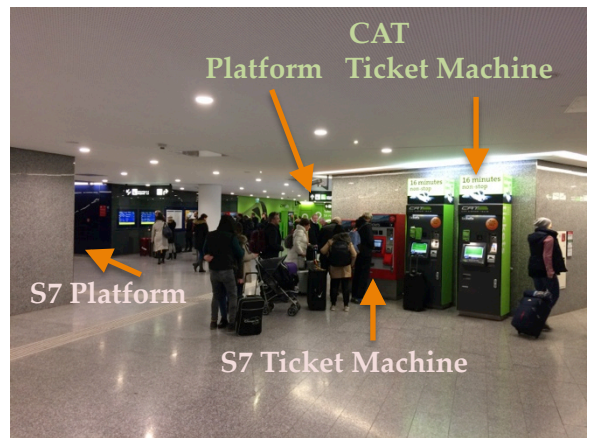 CAT
Platform Ticket Machine
16 minutes
non-stop
16 minutes
non-stop
S7 Platform
S7 Ticket Machine